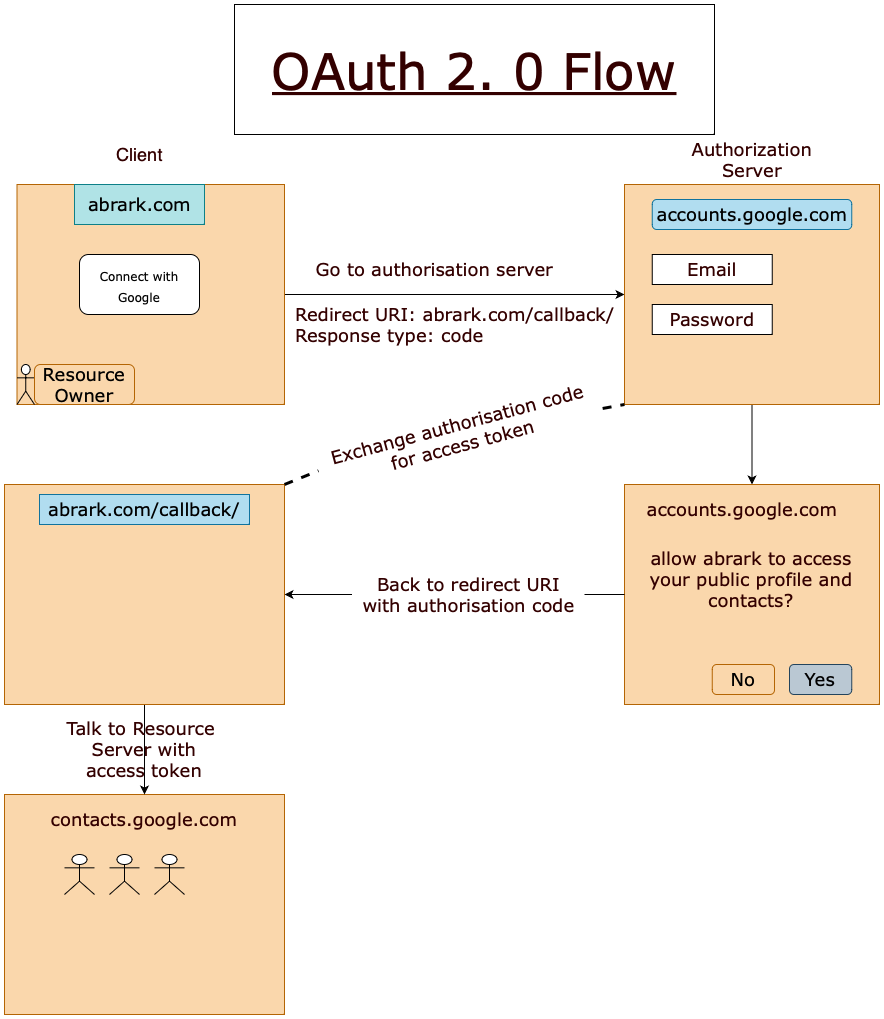 OAuth 2. 0 Flow
Client
Authorization
Server
abrark.com
accounts.google.com
Connect with
Google
Email
Password
Go to authorisation server
Redirect URI: abrark.com/callback/
Response type: code
Resource
Owner
Exchange authorisation code
for access token
abrark.com/callback/
accounts.google.com
allow abrark to access
your public profile and
contacts?
No
Yes
Back to redirect URI
with authorisation code
Talk to Resource
Server with
access token
contacts.google.com